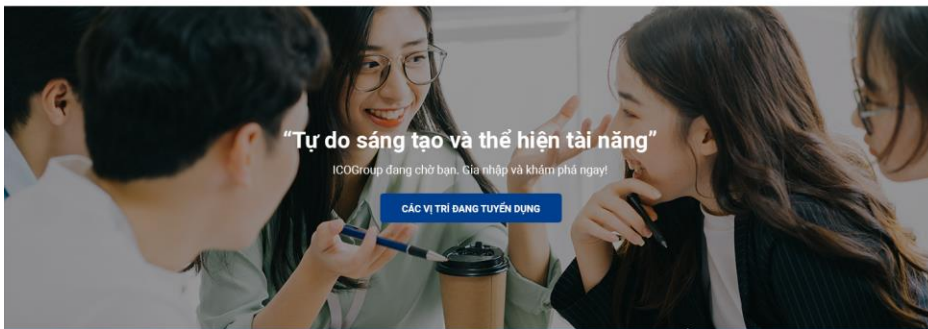 “Tự do sáng tạo và thể hiện tài năng”
ICOGroup đang chờ bạn. Gia nhập và khám phá ngay!
CÁC VỊ TRÍ ĐANG TUYỂN DỤNG